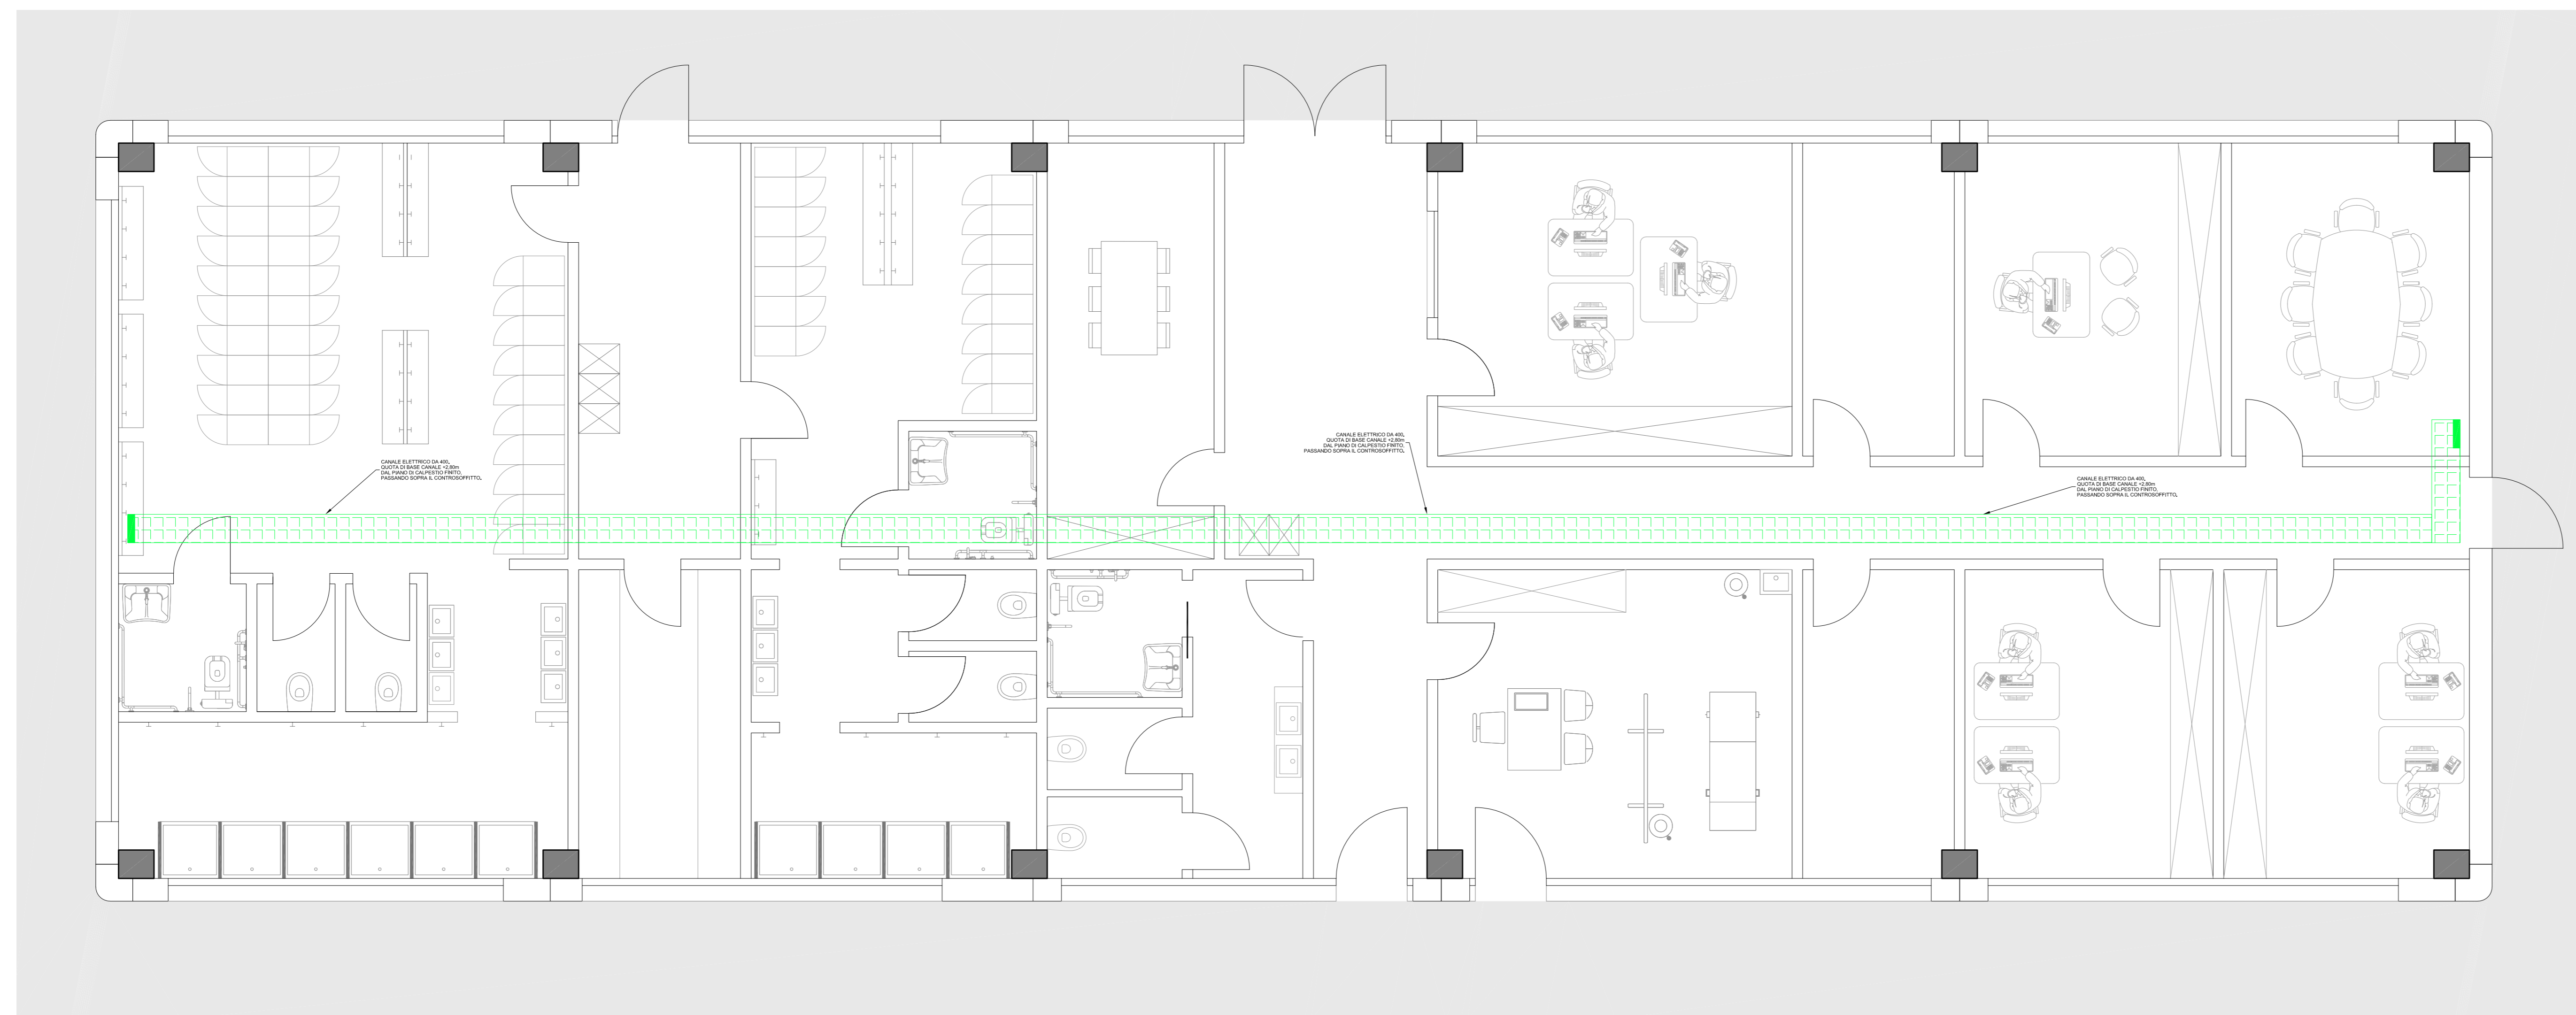 CANALE ELETTRICO DA 400,
QUOTA DI BASE CANALE +2,80m
DAL PIANO DI CALPESTIO FINITO,
PASSANDO SOPRA IL CONTROSOFFITTO.
CANALE ELETTRICO DA 400,
QUOTA DI BASE CANALE +2,80m
DAL PIANO DI CALPESTIO FINITO,
PASSANDO SOPRA IL CONTROSOFFITTO.
CANALE ELETTRICO DA 400,
QUOTA DI BASE CANALE +2,80m
DAL PIANO DI CALPESTIO FINITO,
PASSANDO SOPRA IL CONTROSOFFITTO.